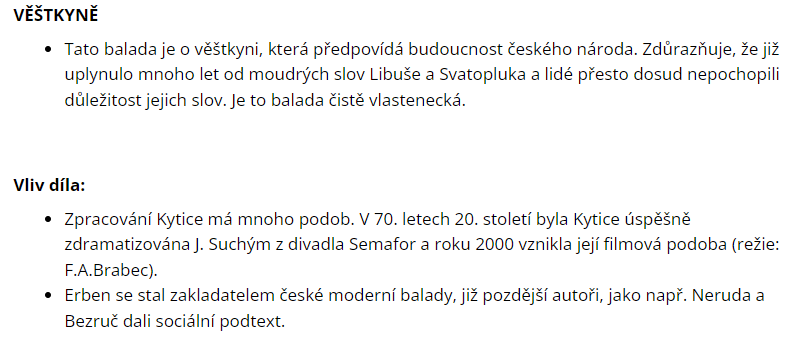 VĚŠTKYNĚ
• Tato balada je o věštkyni, která předpovídá budoucnost českého národa. Zdůrazňuje, že již
uplynulo mnoho let od moudrých slov Libuše a Svatopluka a lidé přesto dosud nepochopili
důležitost jejich slov. Je to balada čistě vlastenecká.
Vliv díla:
• Zpracování Kytice má mnoho podob. V 70. letech 20. století byla Kytice úspěšně
zdramatizována J. Suchým z divadla Semafor a roku 2000 vznikla její filmová podoba (režie:
F.A.Brabec).
• Erben se stal zakladatelem české moderní balady, již pozdější autoři, jako např. Neruda a
Bezruč dali sociální podtext.